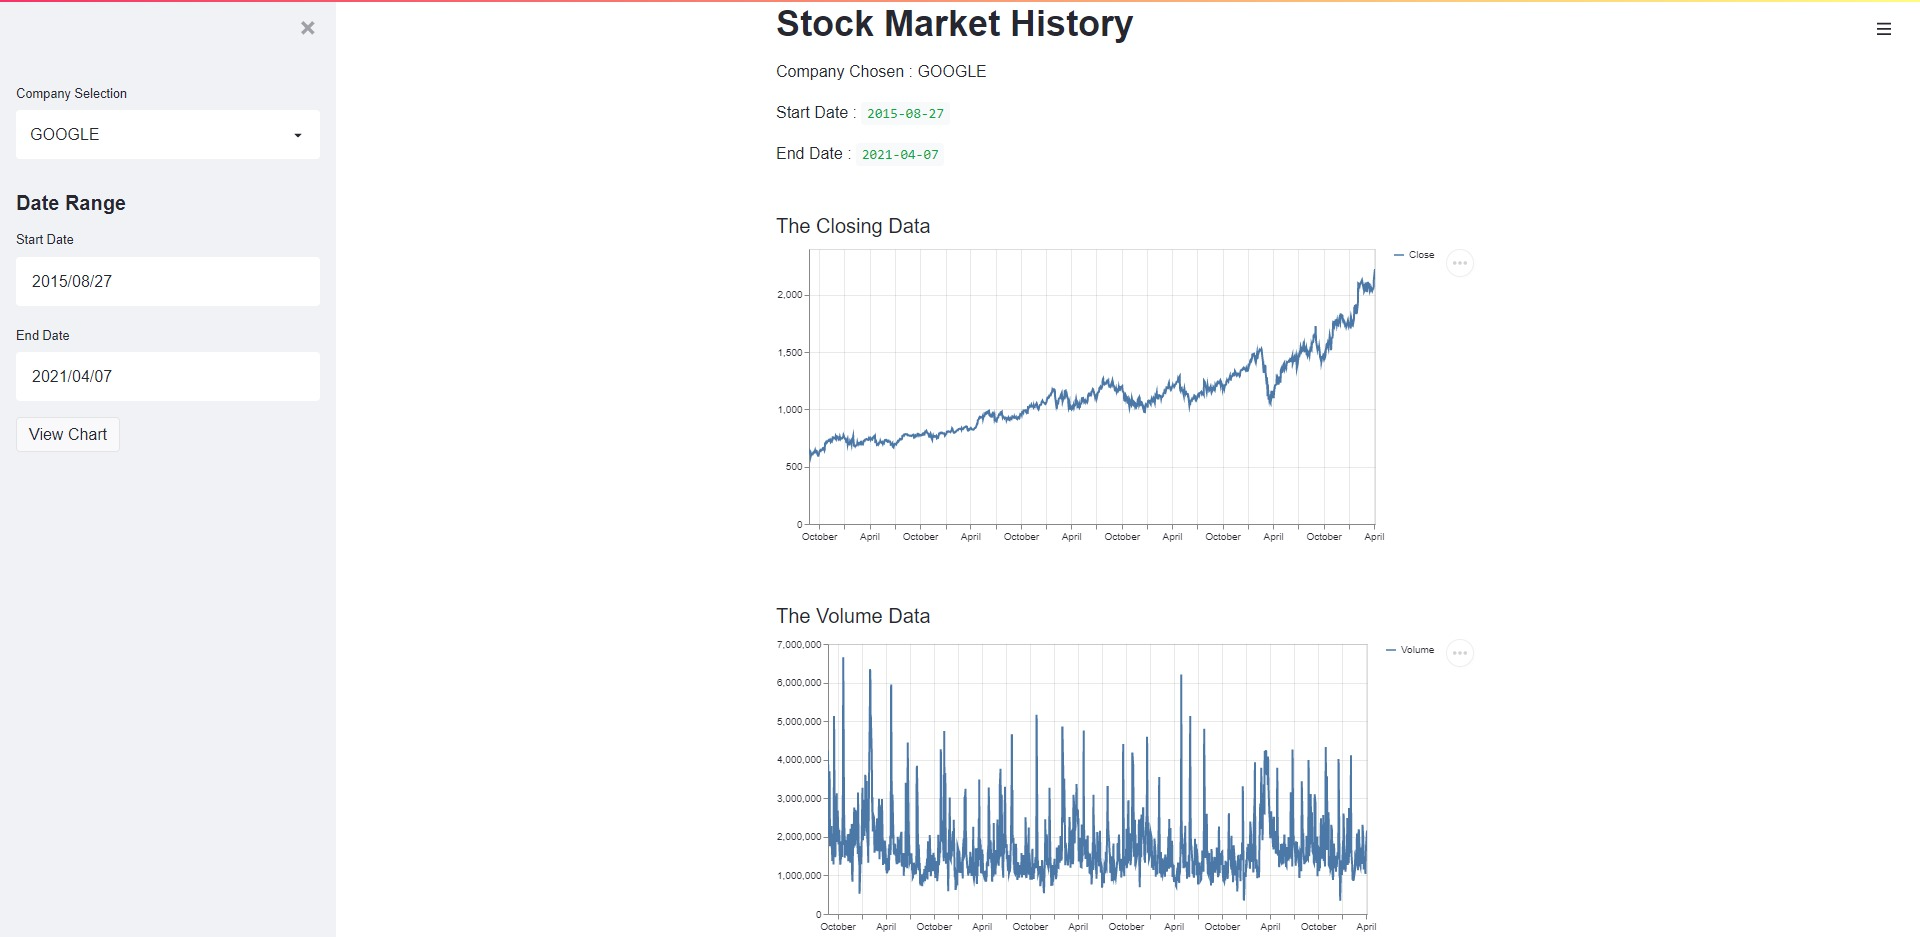 ×
Company Selection
GOOGLE
Date Range
Start Date
2015/08/27
End Date
2021/04/07
View Chart
Stock Market History
Company Chosen : GOOGLE
Start Date : 2015-08-27
End Date : 2021-04-07
The Closing Data
Close
2,000
1,500
1,000
500
0
October April October April October April October April October April October April
The Volume Data
Volume
7,000,000
6,000,000
5,000,000
4,000,000
3,000,000
2,000,000
1,000,000
0
October April October April October April October April October April October April